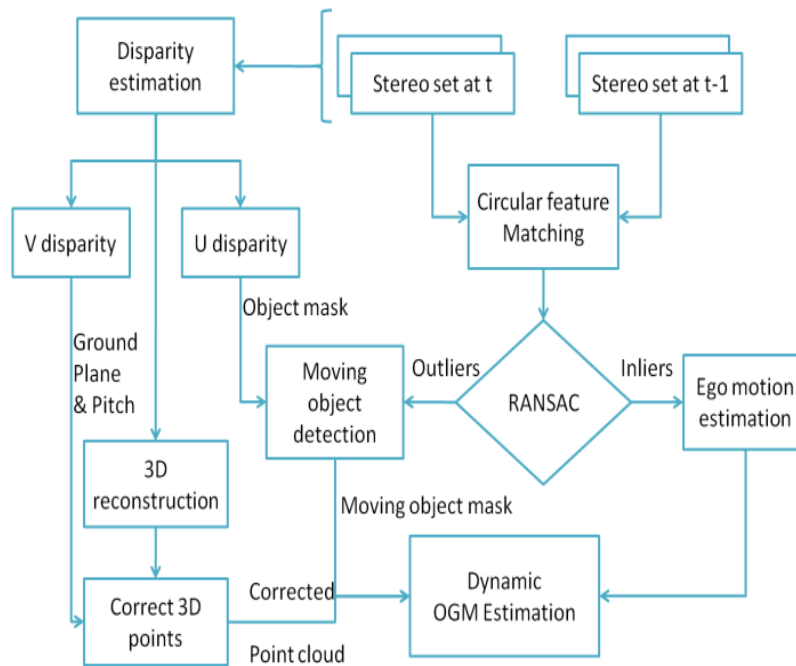 Disparity
estimation
Stereo set at t
Stereo set at t-1
Circular feature
Matching
V disparity
U disparity
Object mask
Ground
Plane
& Pitch
Moving
object
detection
Outliers
RANSAC
Inliers
Ego motion
estimation
3D
reconstruction
Moving object mask
Correct 3D
points
Corrected
Point cloud
Dynamic
OGM Estimation